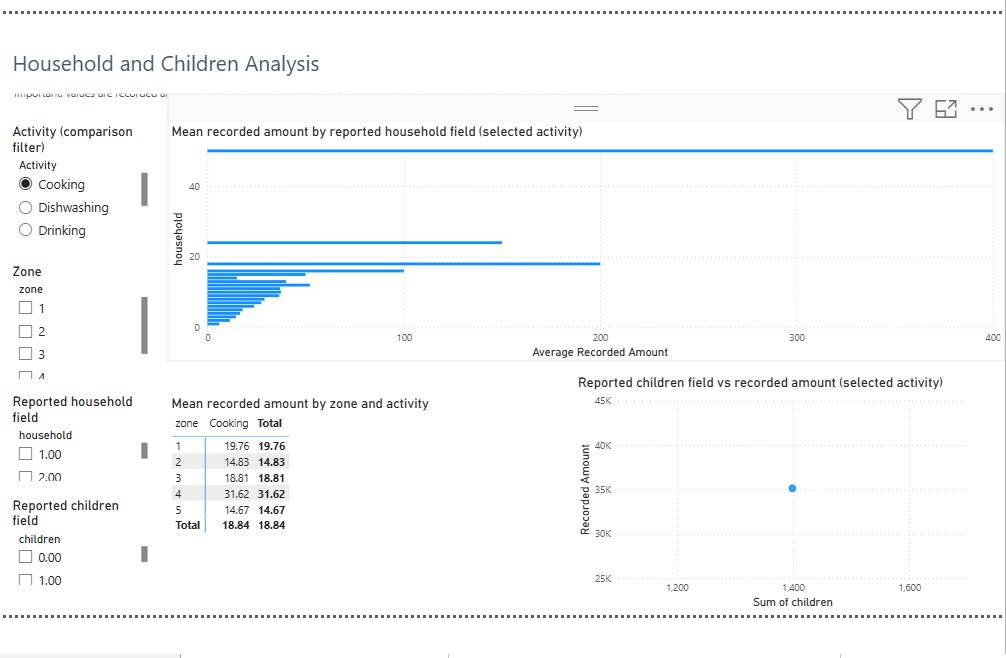 Household and Children Analysis
Important: values are recorded a
Activity (comparison
filter)
Activity
Cooking
Dishwashing
Drinking
Zone
zone
1
2
3
4
Reported household
field
household
1.00
2.00
Reported children
field
children
0.00
1.00
Mean recorded amount by reported household field (selected activity)
household
40
20
0
0 100 200 300 400
Average Recorded Amount
Mean recorded amount by zone and activity
zone Cooking Total
1 19.76 19.76
2 14.83 14.83
3 18.81 18.81
4 31.62 31.62
5 14.67 14.67
Total 18.84 18.84
Reported children field vs recorded amount (selected activity)
Recorded Amount
45K
40K
35K
30K
25K
1,200 1,400 1,600
Sum of children